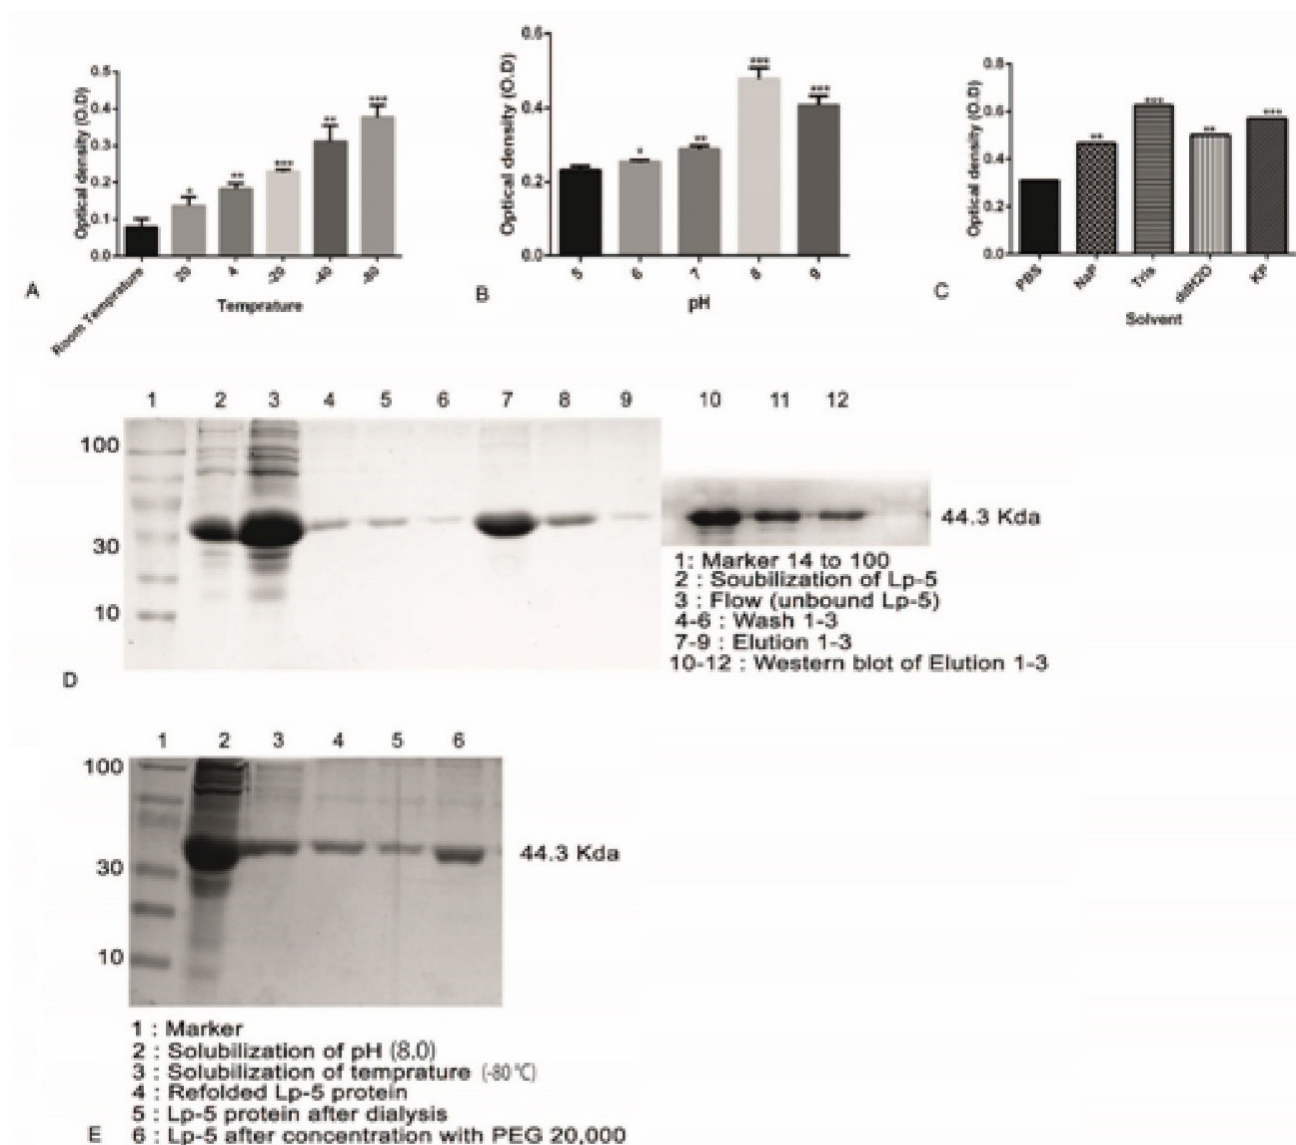 Optical density (O.D)
0.5
0.4
0.3
0.2
0.1
0.0
* ** *** ** ***
Room Temprature 20 4 -20 -40 -80
Temprature
A
Optical density (O.D)
0.6
0.4
0.2
0.0
* ** *** ***
5 6 7 8 9
pH
B
Optical density (O.D)
0.8
0.6
0.4
0.2
0.0
** *** ** ***
PBS NaP Tris ddH2O KP
Solvent
C
1 2 3 4 5 6 7 8 9 10 11 12
100
30
10
44.3 Kda
1: Marker 14 to 100
2 : Soubilization of Lp-5
3 : Flow (unbound Lp-5)
4-6 : Wash 1-3
7-9 : Elution 1-3
10-12 : Western blot of Elution 1-3
D
1 2 3 4 5 6
100
30
10
44.3 Kda
1 : Marker
2 : Solubilization of pH (8.0)
3 : Solubilization of temprature (-80 °C)
4 : Refolded Lp-5 protein
5 : Lp-5 protein after dialysis
E 6 : Lp-5 after concentration with PEG 20,000